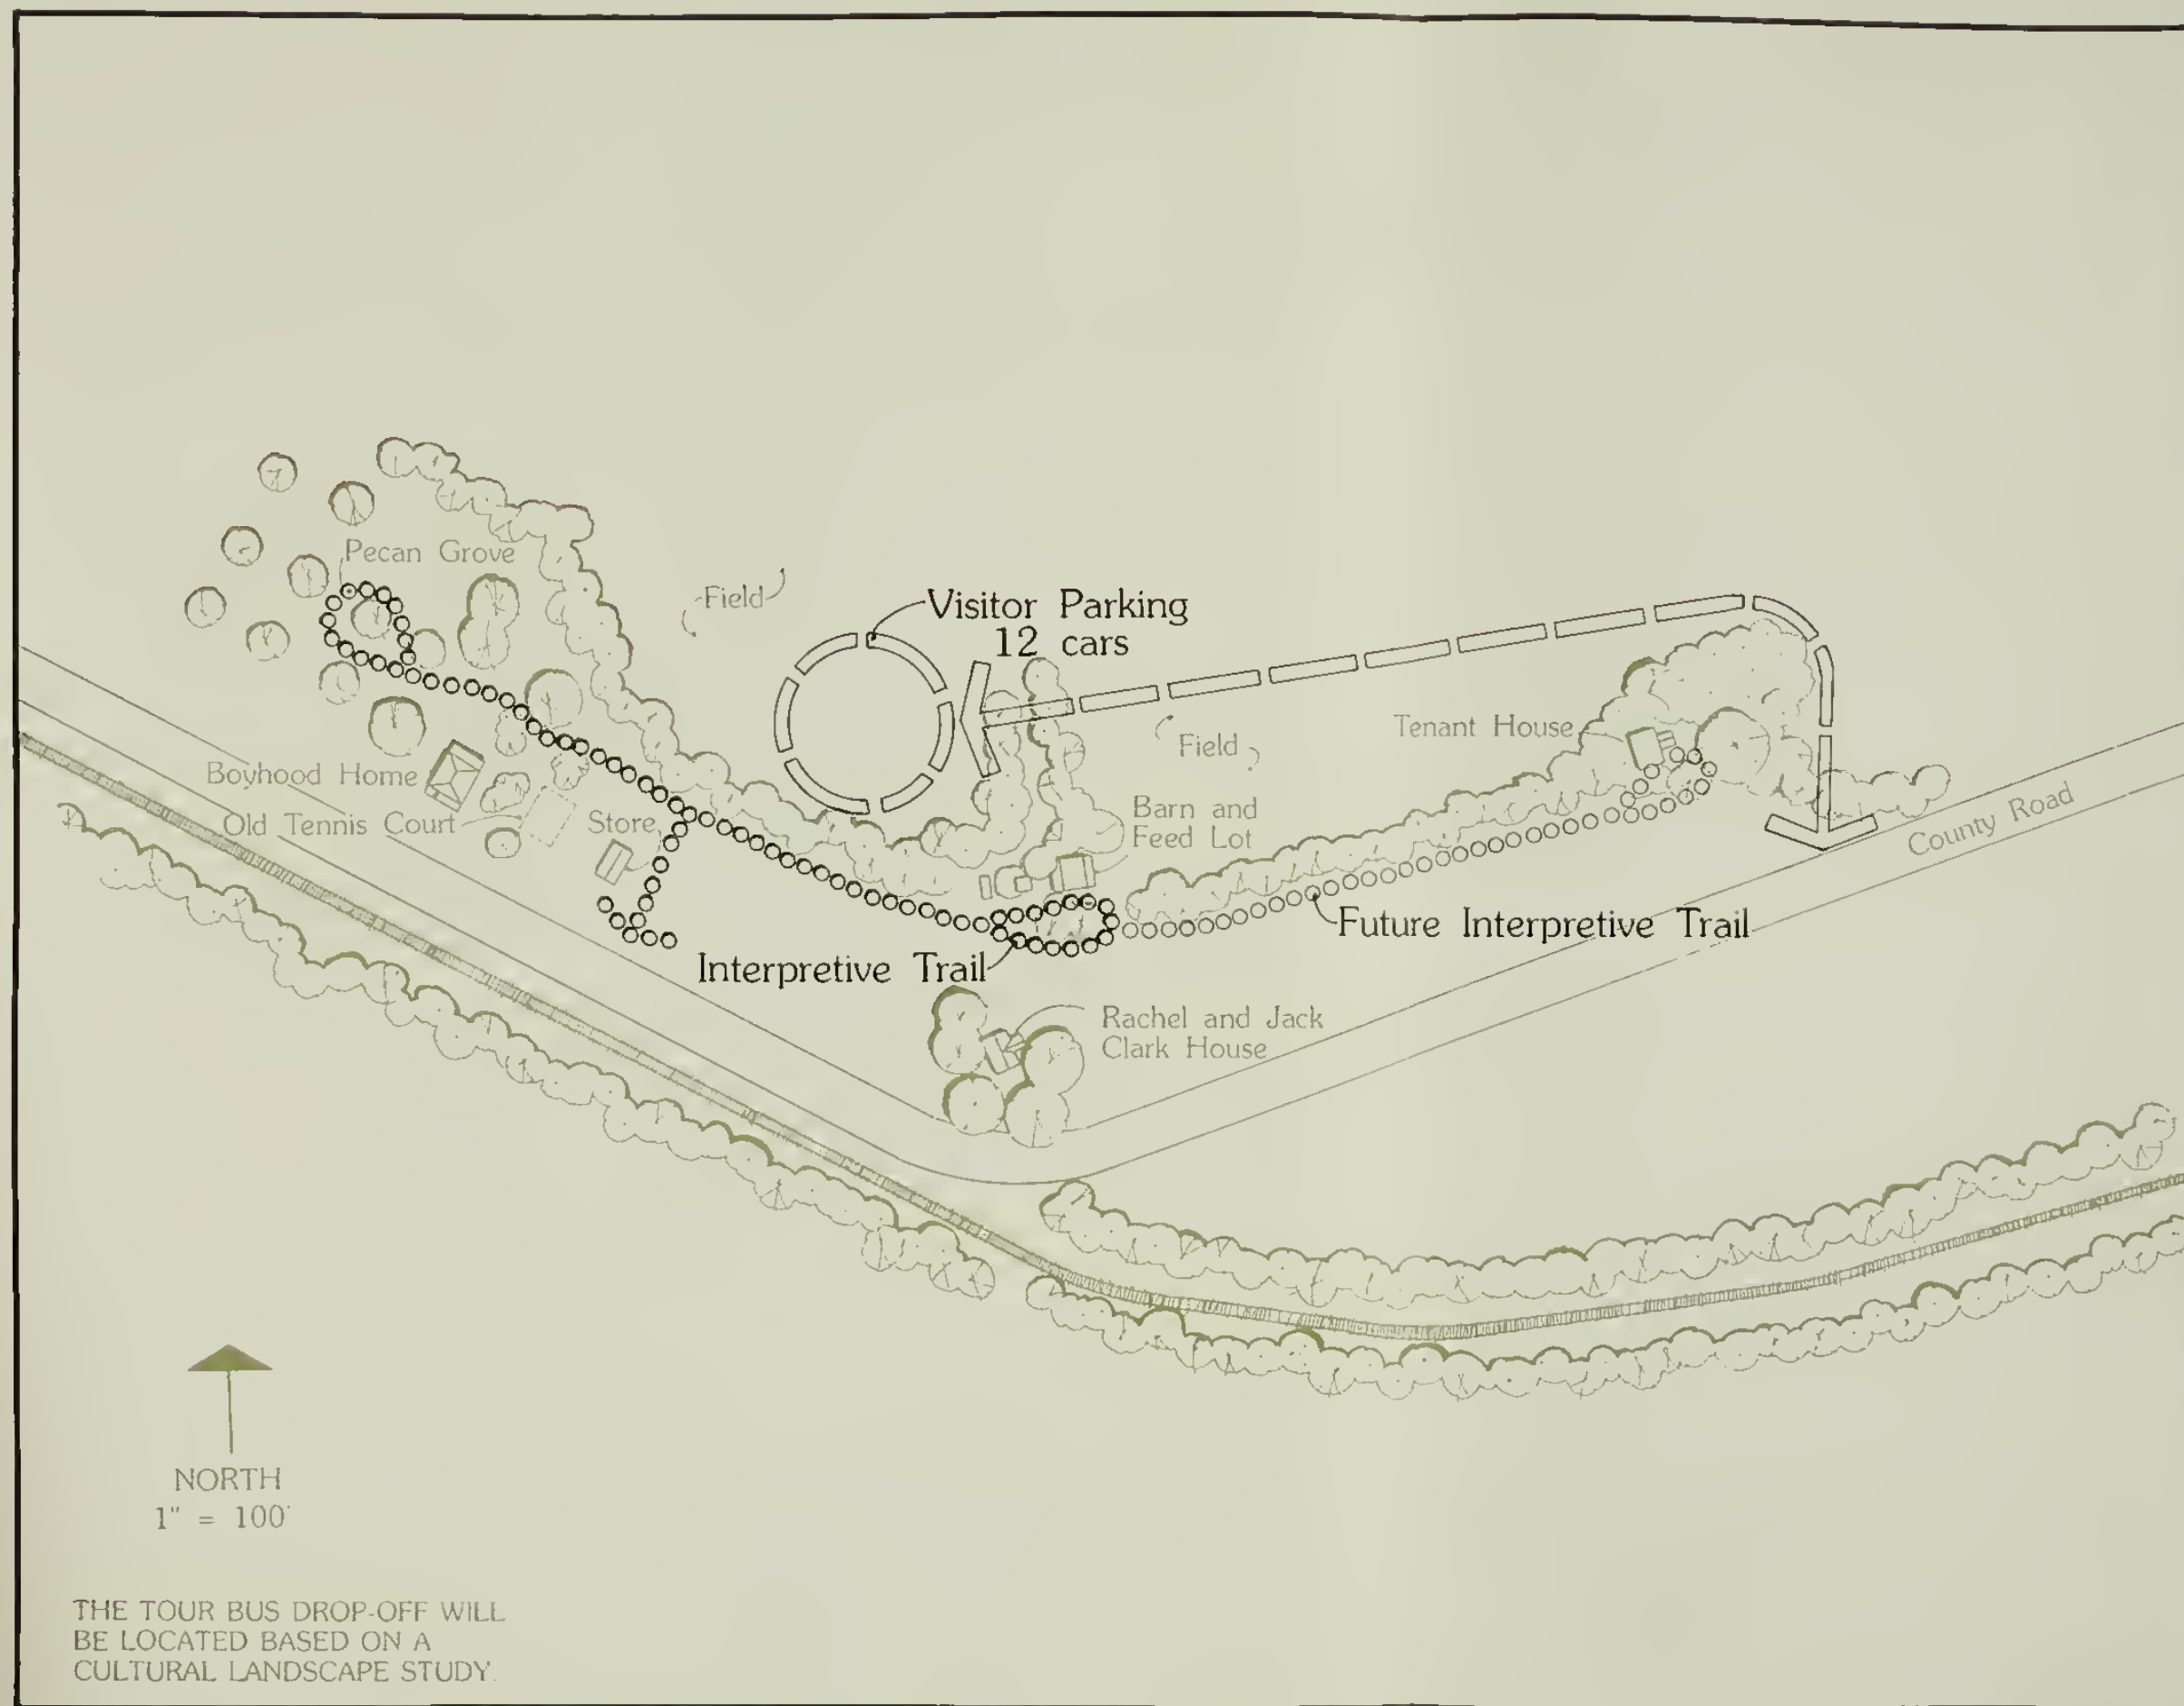 Pecan Grove
Field
Visitor Parking
12 cars
Field
Tenant House
Boyhood Home
Old Tennis Court
Store
Barn and
Feed Lot
County Road
Interpretive Trail
Future Interpretive Trail
Rachel and Jack
Clark House
NORTH
1" = 100'
THE TOUR BUS DROP-OFF WILL
BE LOCATED BASED ON A
CULTURAL LANDSCAPE STUDY.